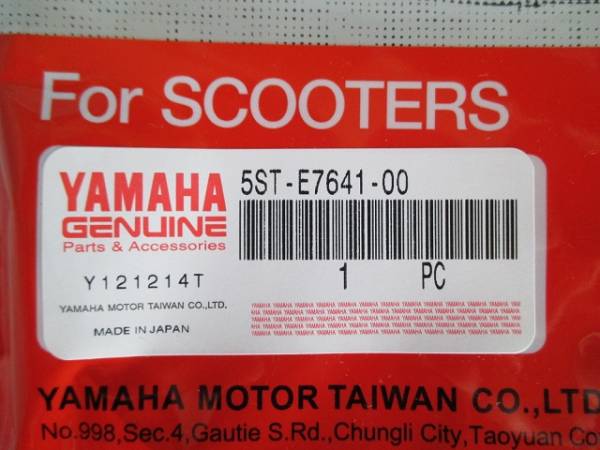 For SCOOTERS
YAMAHA
GENUINE
Parts & Accessories
5ST-E7641-00
Y121214T
1 PC
YAMAHA MOTOR TAIWAN CO.,LTD.
MADE IN JAPAN
YAMAHA MOTOR TAIWAN CO.,LTD
No.998,Sec.4,Gautie S.Rd.,Chungli City,Taoyuan Co